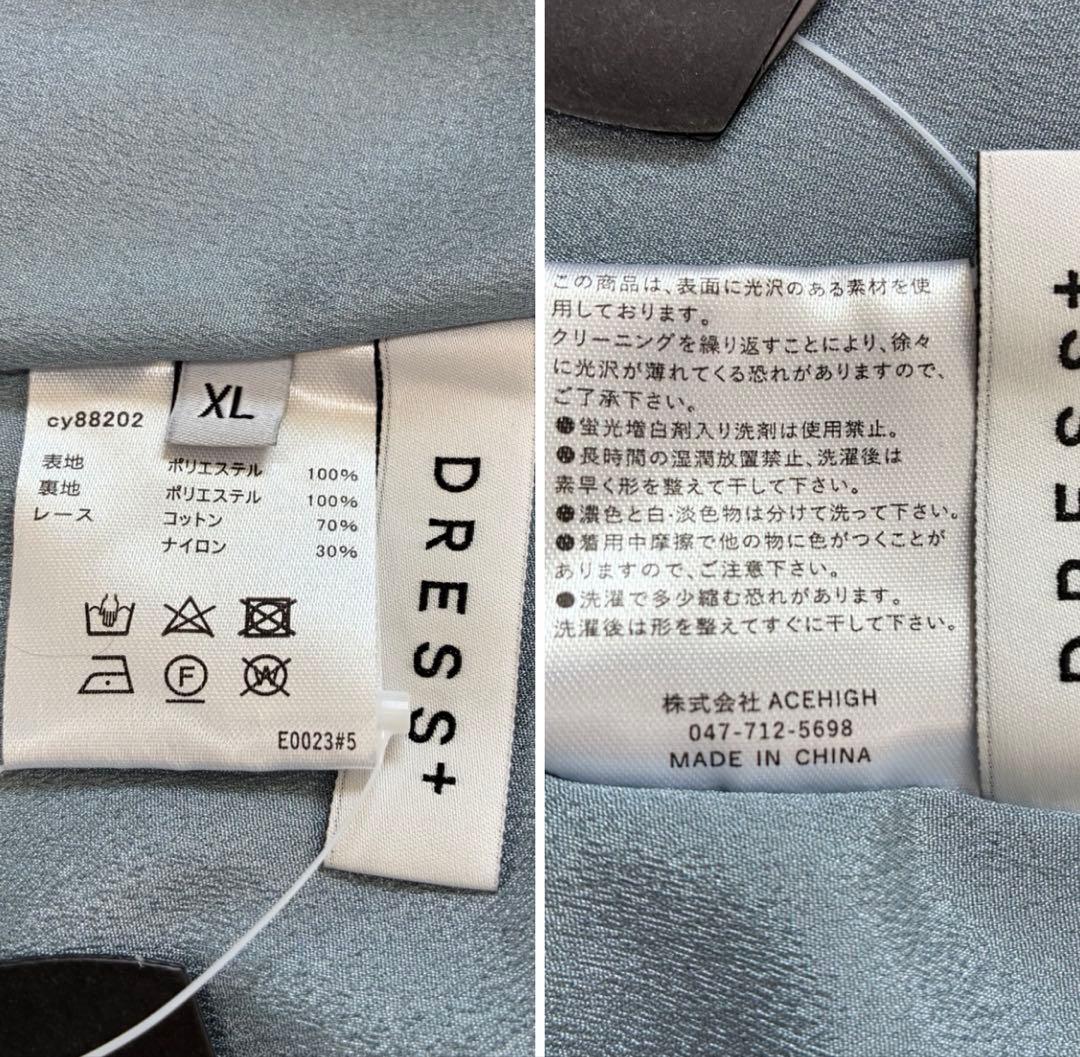 XL
cy88202
表地 ポリエステル 100%
裏地 ポリエステル 100%
レース コットン 70%
ナイロン 30%
F
W
E0023#5
DRESS+
この商品は、表面に光沢のある素材を使
用しております。
クリーニングを繰り返すことにより、徐々
に光沢が薄れてくる恐れがありますので、
ご了承下さい。
●蛍光増白剤入り洗剤は使用禁止。
●長時間の湿潤放置禁止、洗濯後は
素早く形を整えて干して下さい。
●濃色と白・淡色物は分けて洗って下さい。
●着用中摩擦で他の物に色がつくことが
ありますので、ご注意下さい。
●洗濯で多少縮む恐れがあります。
洗濯後は形を整えてすぐに干して下さい。
株式会社 ACEHIGH
047-712-5698
MADE IN CHINA
DRESS+